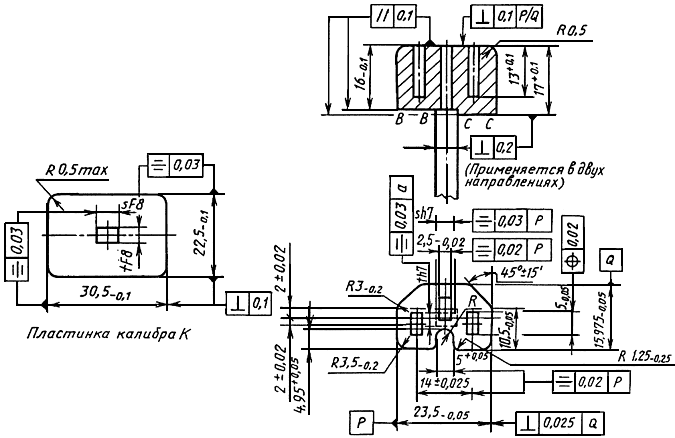 // 0,1
⊥ 0,1 P/Q
R0,5
16-0,1
13+0,1
17+0,1
B B C C
⊥ 0,2
(Применяется в двух
направлениях)
⌯ 0,03
R 0,5 max
sF8
⌯ 0,03
tF8
22,5-0,1
30,5-0,1
⊥ 0,1
Пластинка калибра К
⌯ 0,03 a
sh7
⌯ 0,03 P
2,5-0,02
⌯ 0,02 P
th7
45°±15'
⌖ 0,02
Q
2±0,02
R3-0,2
R
5-0,05
10,5-0,05
15,975-0,05
2±0,02
4,95+0,05
R3,5-0,2
5+0,05
R 1.25-0,25
14±0,025
⌯ 0,02 P
P
23,5-0,05
⊥ 0,025 Q